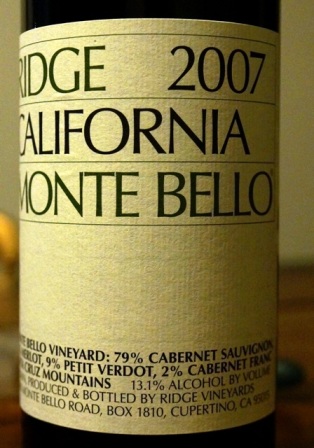 RIDGE 2007
CALIFORNIA
MONTE BELLO
TE BELLO VINEYARD: 79% CABERNET SAUVIGNON,
MERLOT, 9% PETIT VERDOT, 2% CABERNET FRANC
CRUZ MOUNTAINS 13.1% ALCOHOL BY VOLUME
PRODUCED & BOTTLED BY RIDGE VINEYARDS
MONTE BELLO ROAD, BOX 1810, CUPERTINO, CA 95015